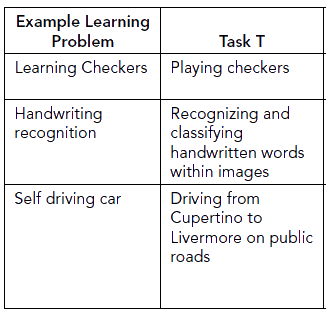 Example Learning
Problem
Task T
Learning Checkers
Playing checkers
Handwriting
recognition
Recognizing and
classifying
handwritten words
within images
Self driving car
Driving from
Cupertino to
Livermore on public
roads